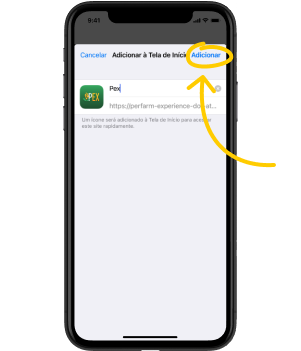 9:41
Cancelar Adicionar à Tela de Início Adicionar
PEX
Pex
https://perfarm-experience-do...at...
Um ícone será adicionado à Tela de Início para acessar
este site rapidamente.